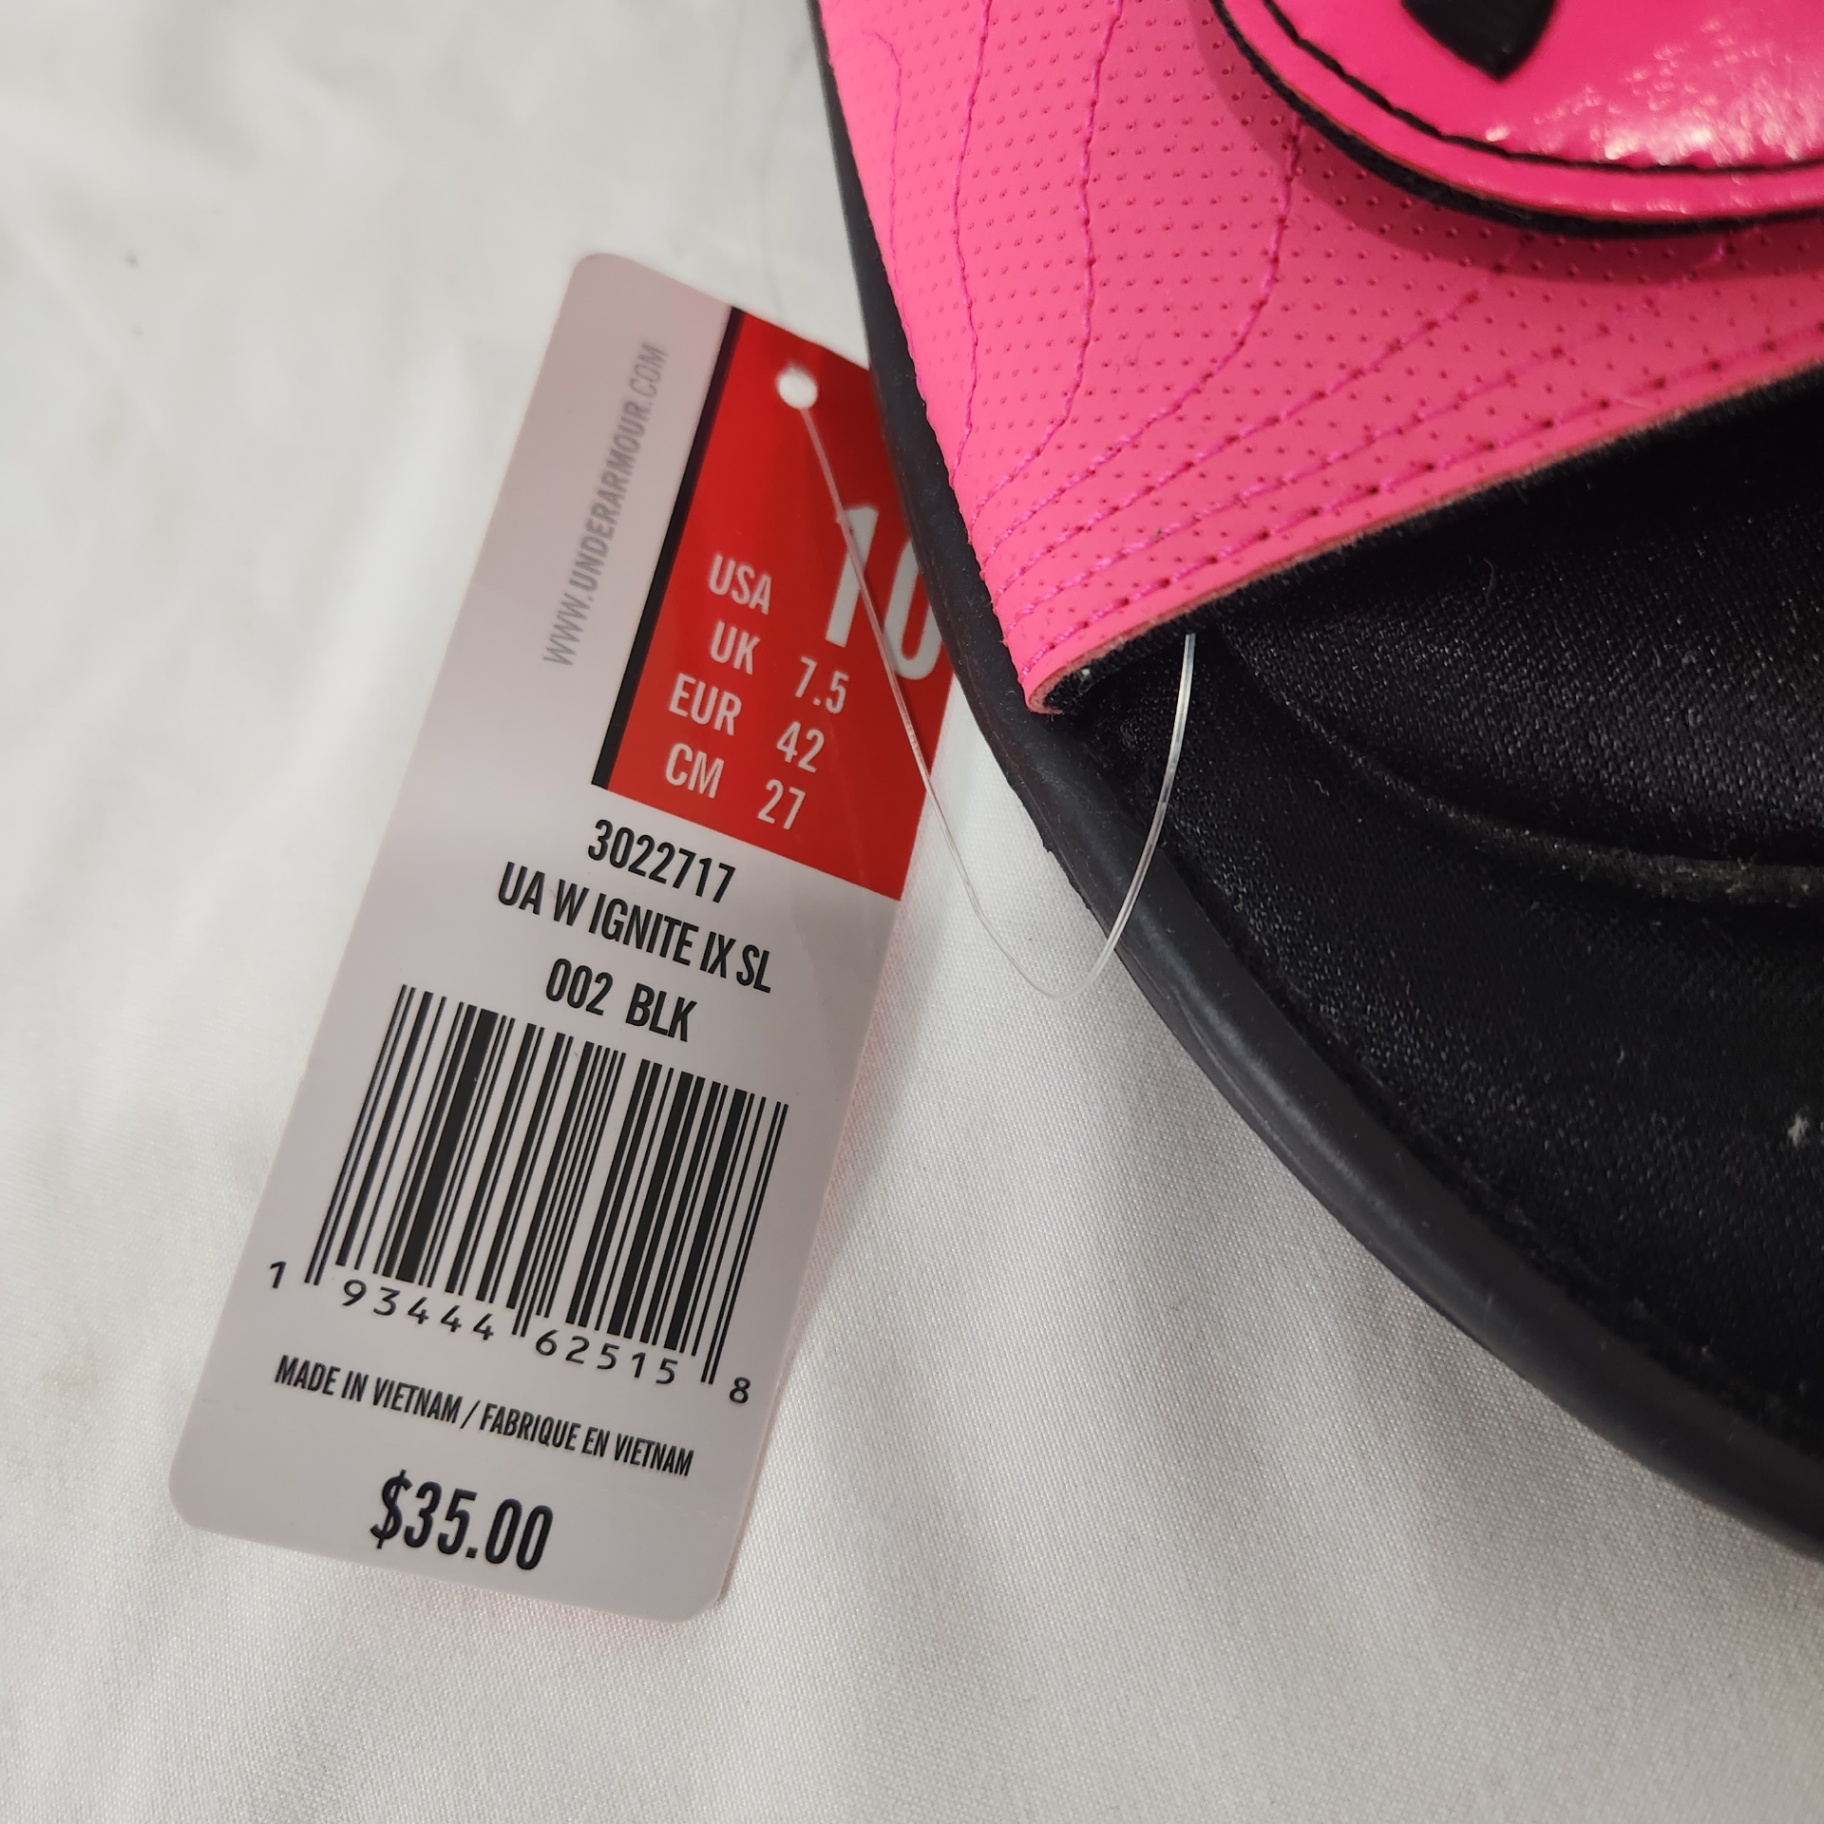 WWW.UNDERARMOUR.COM
USA 10
UK 7.5
EUR 42
CM 27
3022717
UA W IGNITE IX SL
002 BLK
1 93444 62515 8
MADE IN VIETNAM / FABRIQUE EN VIETNAM
$35.00